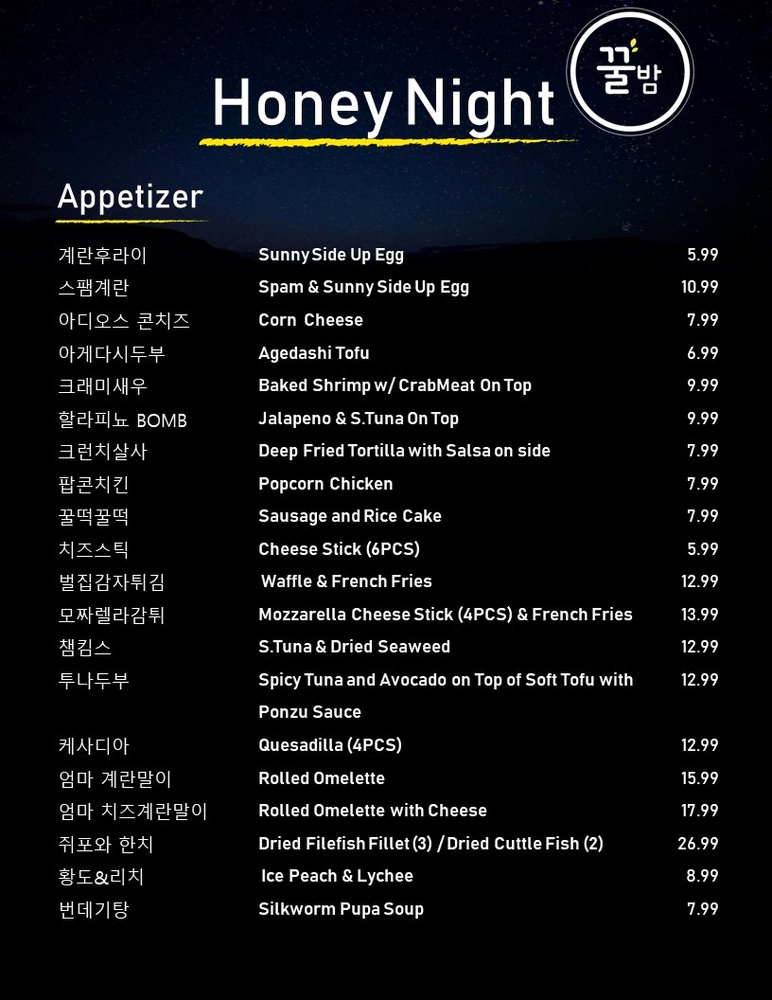 Honey Night
꿀밤
Appetizer
계란후라이 Sunny Side Up Egg 5.99
스팸계란 Spam & Sunny Side Up Egg 10.99
아디오스 콘치즈 Corn Cheese 7.99
아게다시두부 Agedashi Tofu 6.99
크래미새우 Baked Shrimp w/ CrabMeat On Top 9.99
할라피뇨 BOMB Jalapeno & S.Tuna On Top 9.99
크런치살사 Deep Fried Tortilla with Salsa on side 7.99
팝콘치킨 Popcorn Chicken 7.99
꿀떡꿀떡 Sausage and Rice Cake 7.99
치즈스틱 Cheese Stick (6PCS) 5.99
벌집감자튀김 Waffle & French Fries 12.99
모짜렐라감튀 Mozzarella Cheese Stick (4PCS) & French Fries 13.99
챔킴스 S.Tuna & Dried Seaweed 12.99
투나두부 Spicy Tuna and Avocado on Top of Soft Tofu with 12.99
Ponzu Sauce
케사디아 Quesadilla (4PCS) 12.99
엄마 계란말이 Rolled Omelette 15.99
엄마 치즈계란말이 Rolled Omelette with Cheese 17.99
쥐포와 한치 Dried Filefish Fillet (3) / Dried Cuttle Fish (2) 26.99
황도&리치 Ice Peach & Lychee 8.99
번데기탕 Silkworm Pupa Soup 7.99